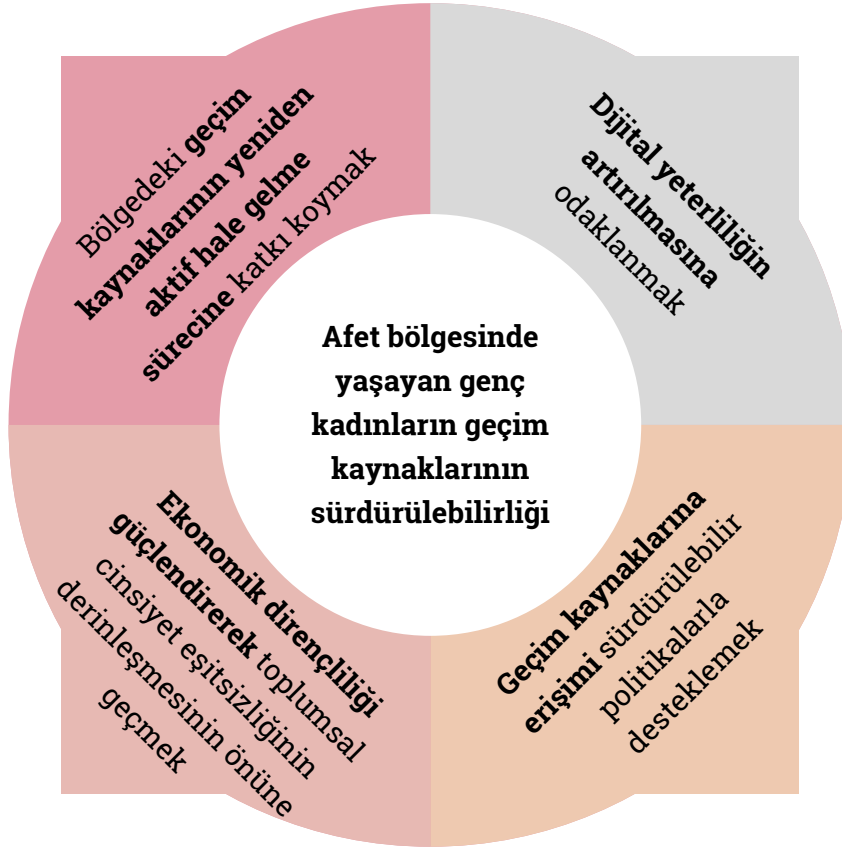 Bölgedeki geçim
kaynaklarının yeniden
aktif hale gelme
sürecine katkı koymak
Dijital yeterliliğin
artırılmasına
odaklanmak
Afet bölgesinde
yaşayan genç
kadınların geçim
kaynaklarının
sürdürülebilirliği
Ekonomik dirençliliği
güçlendirerek toplumsal
cinsiyet eşitsizliğinin
derinleşmesinin önüne
geçmek
Geçim kaynaklarına
erişimi sürdürülebilir
politikalarla
desteklemek